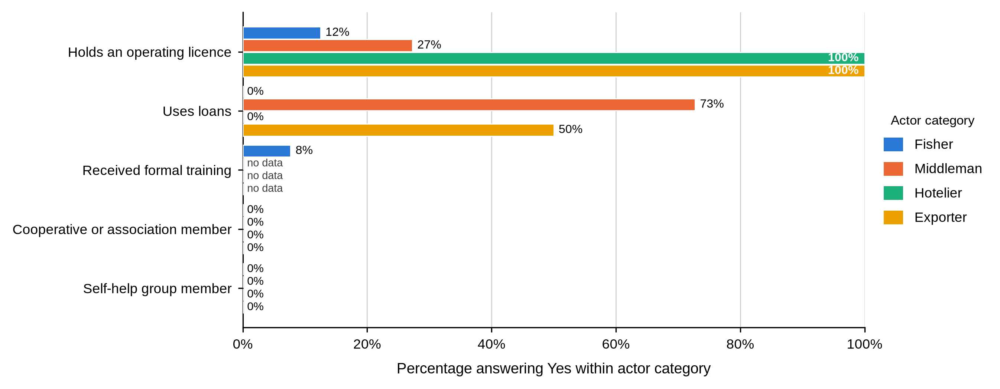 Holds an operating licence
12%
27%
100%
100%
Uses loans
0%
73%
0%
50%
Received formal training
8%
no data
no data
no data
Cooperative or association member
0%
0%
0%
0%
Self-help group member
0%
0%
0%
0%
0% 20% 40% 60% 80% 100%
Percentage answering Yes within actor category
Actor category
Fisher
Middleman
Hotelier
Exporter